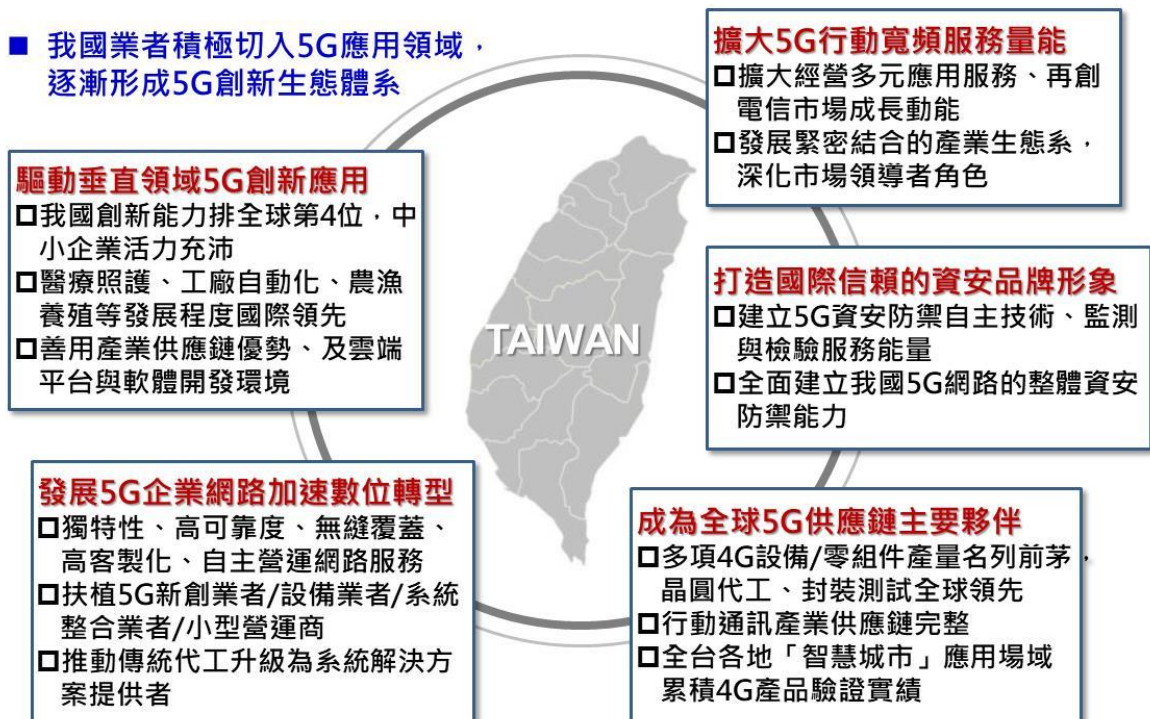 ■ 我國業者積極切入5G應用領域，
逐漸形成5G創新生態體系
驅動垂直領域5G創新應用
□我國創新能力排全球第4位，中
小企業活力充沛
□醫療照護、工廠自動化、農漁
養殖等發展程度國際領先
□善用產業供應鏈優勢、及雲端
平台與軟體開發環境
發展5G企業網路加速數位轉型
□獨特性、高可靠度、無縫覆蓋、
高客製化、自主營運網路服務
□扶植5G新創業者/設備業者/系統
整合業者/小型營運商
□推動傳統代工升級為系統解決方
案提供者
TAIWAN
擴大5G行動寬頻服務量能
□擴大經營多元應用服務、再創
電信市場成長動能
□發展緊密結合的產業生態系，
深化市場領導者角色
打造國際信賴的資安品牌形象
□建立5G資安防禦自主技術、監測
與檢驗服務能量
□全面建立我國5G網路的整體資安
防禦能力
成為全球5G供應鏈主要夥伴
□多項4G設備/零組件產量名列前茅，
晶圓代工、封裝測試全球領先
□行動通訊產業供應鏈完整
□全台各地「智慧城市」應用場域
累積4G產品驗證實績